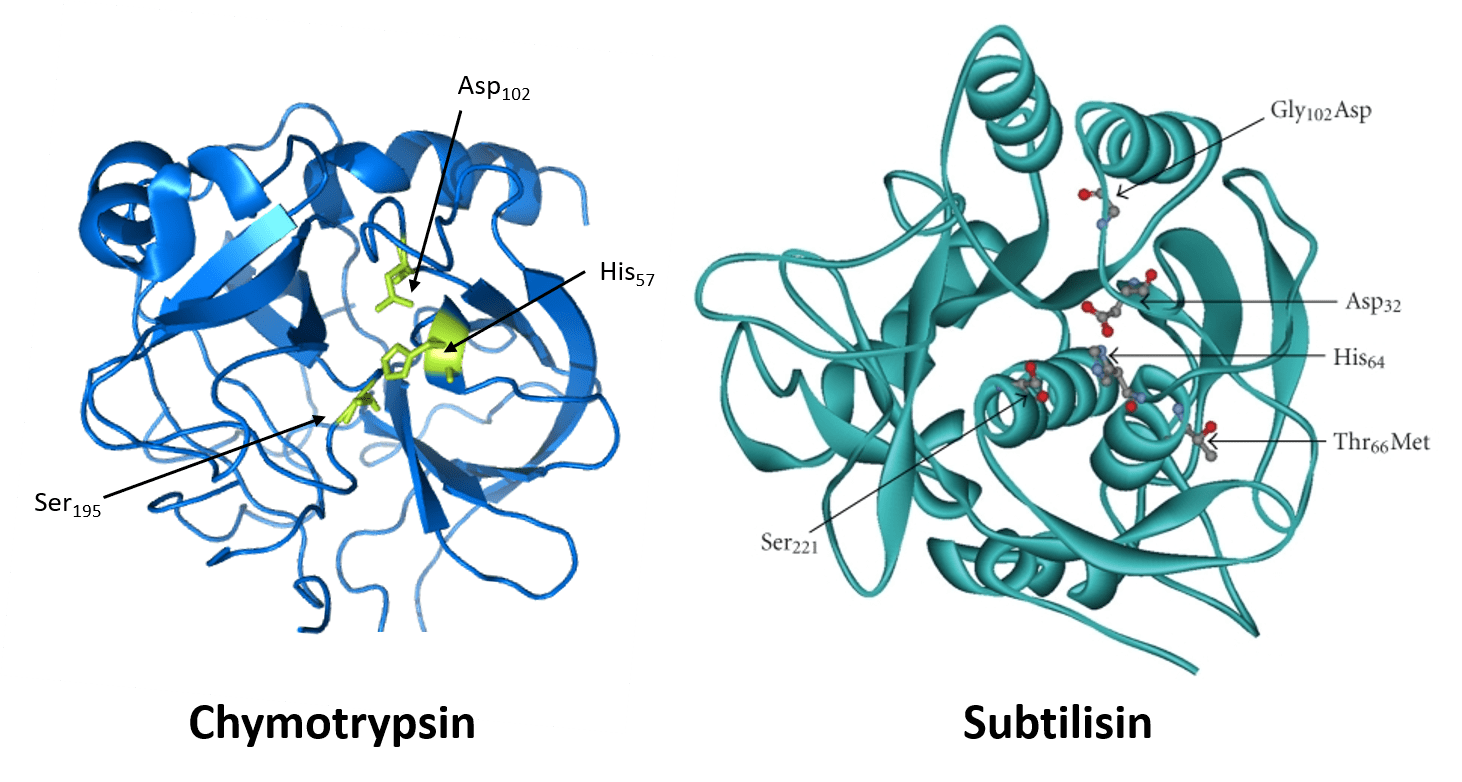 Asp₁₀₂
His₅₇
Ser₁₉₅
Chymotrypsin
Gly₁₀₂Asp
Asp₃₂
His₆₄
Thr₆₆Met
Ser₂₂₁
Subtilisin